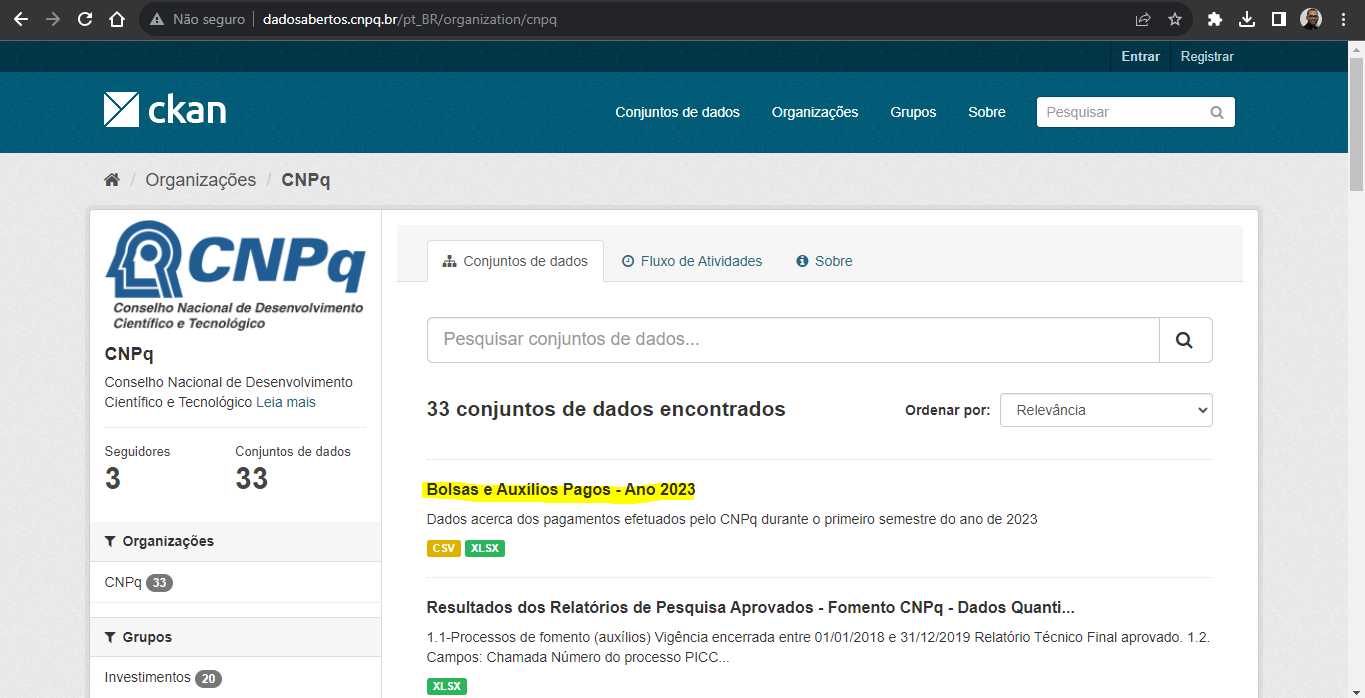 Não seguro
dadosabertos.cnpq.br/pt_BR/organization/cnpq
Entrar
Registrar
ckan
Conjuntos de dados
Organizações
Grupos
Sobre
Pesquisar
/ Organizações / CNPq
CNPq
Conselho Nacional de Desenvolvimento
Científico e Tecnológico
CNPq
Conselho Nacional de Desenvolvimento
Científico e Tecnológico Leia mais
Seguidores
3
Conjuntos de dados
33
Organizações
CNPq 33
Grupos
Investimentos 20
Conjuntos de dados
Fluxo de Atividades
Sobre
Pesquisar conjuntos de dados...
33 conjuntos de dados encontrados
Ordenar por: Relevância
Bolsas e Auxílios Pagos - Ano 2023
Dados acerca dos pagamentos efetuados pelo CNPq durante o primeiro semestre do ano de 2023
CSV XLSX
Resultados dos Relatórios de Pesquisa Aprovados - Fomento CNPq - Dados Quanti...
1.1-Processos de fomento (auxílios) Vigência encerrada entre 01/01/2018 e 31/12/2019 Relatório Técnico Final aprovado. 1.2.
Campos: Chamada Número do processo PICC...
XLSX